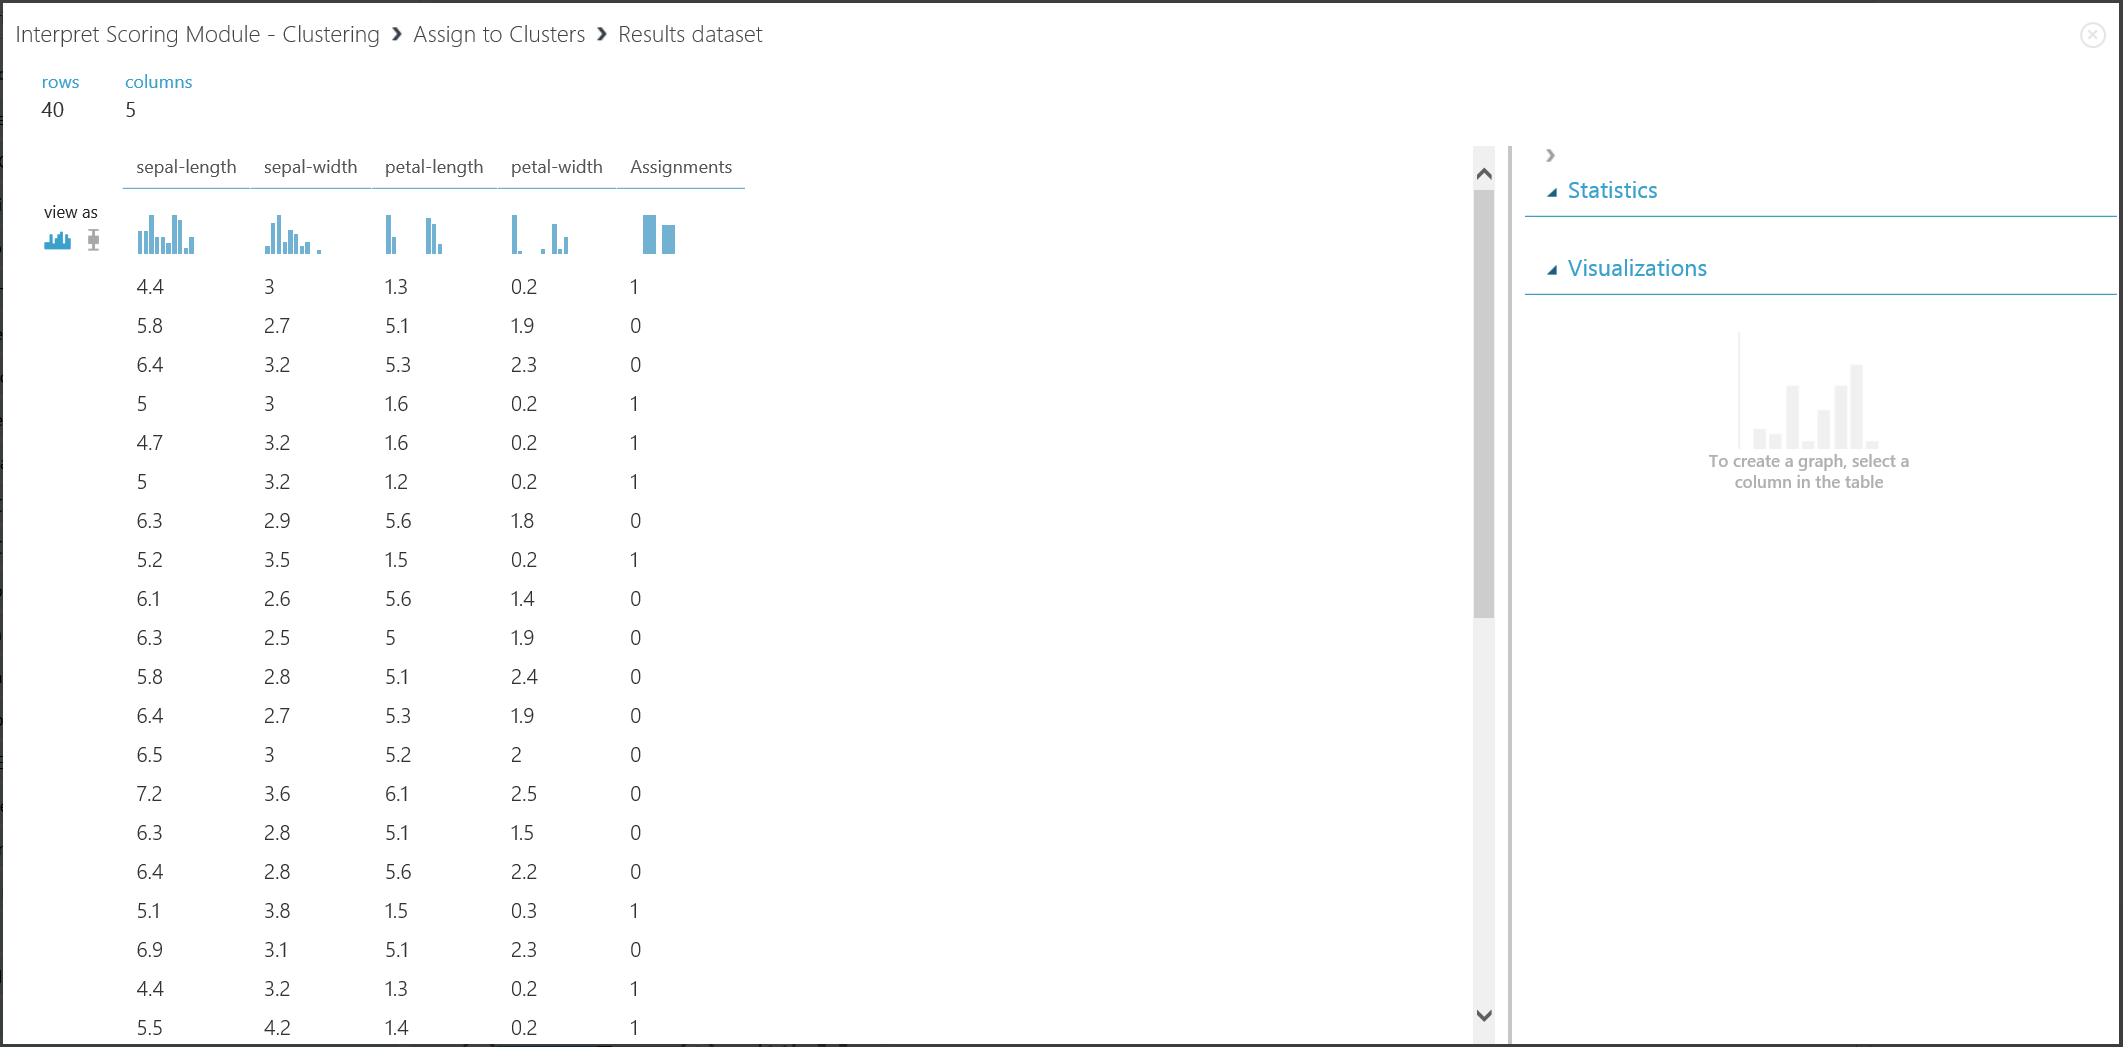 Interpret Scoring Module - Clustering › Assign to Clusters › Results dataset
rows columns
40 5
sepal-length sepal-width petal-length petal-width Assignments
view as
4.4 3 1.3 0.2 1
5.8 2.7 5.1 1.9 0
6.4 3.2 5.3 2.3 0
5 3 1.6 0.2 1
4.7 3.2 1.6 0.2 1
5 3.2 1.2 0.2 1
6.3 2.9 5.6 1.8 0
5.2 3.5 1.5 0.2 1
6.1 2.6 5.6 1.4 0
6.3 2.5 5 1.9 0
5.8 2.8 5.1 2.4 0
6.4 2.7 5.3 1.9 0
6.5 3 5.2 2 0
7.2 3.6 6.1 2.5 0
6.3 2.8 5.1 1.5 0
6.4 2.8 5.6 2.2 0
5.1 3.8 1.5 0.3 1
6.9 3.1 5.1 2.3 0
4.4 3.2 1.3 0.2 1
5.5 4.2 1.4 0.2 1
Statistics
Visualizations
To create a graph, select a
column in the table